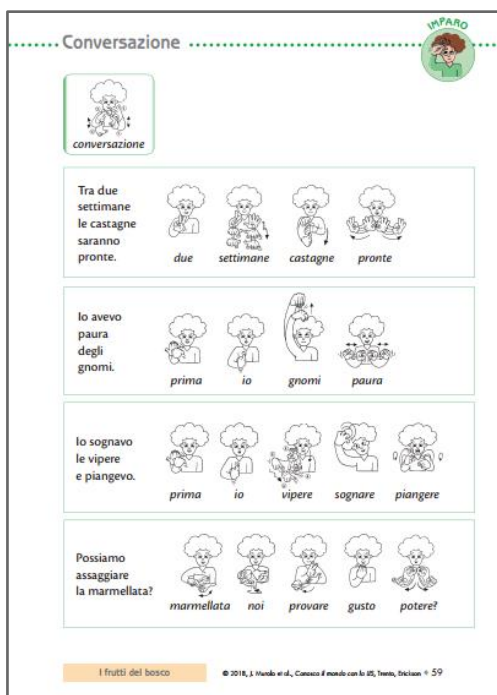 IMPARO
Conversazione
conversazione
Tra due
settimane
le castagne
saranno
pronte.
due settimane castagne pronte
Io avevo
paura
degli
gnomi.
prima io gnomi paura
Io sognavo
le vipere
e piangevo.
prima io vipere sognare piangere
Possiamo
assaggiare
la marmellata?
marmellata noi provare gusto potere?
I frutti del bosco
© 2018, J. Murolo et al., Conosco il mondo con la LIS, Trento, Erickson • 59